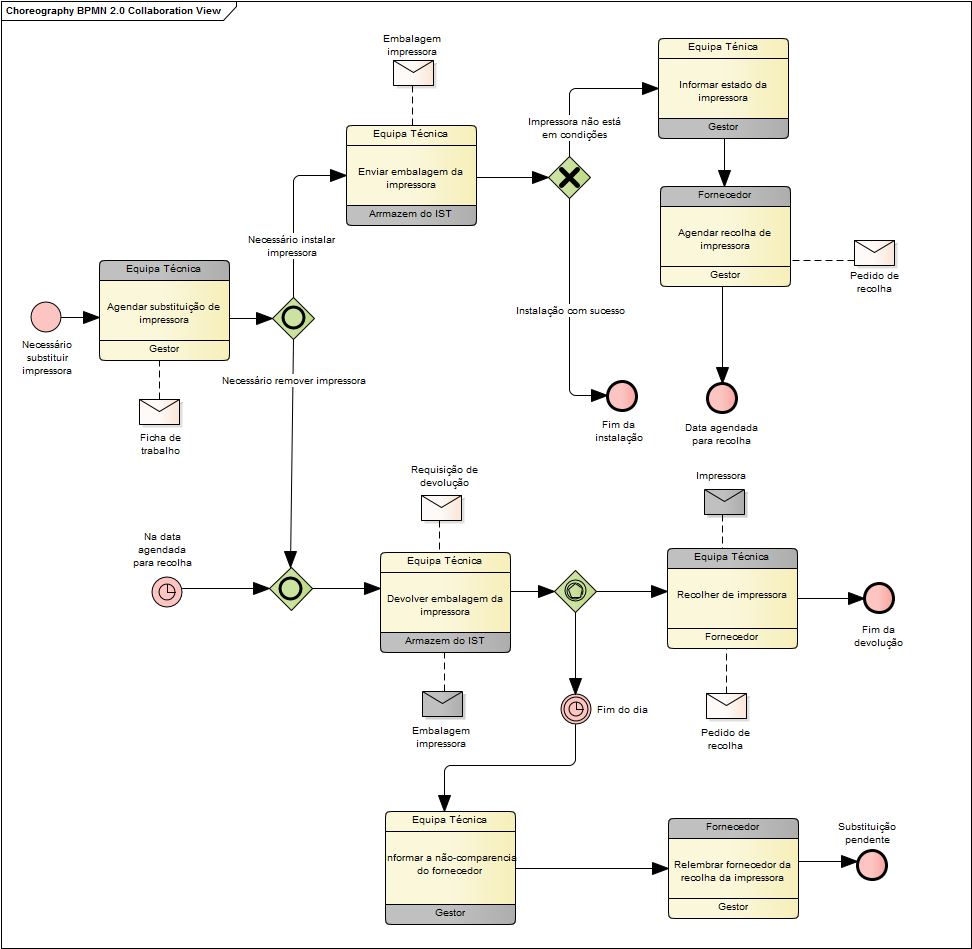 Choreography BPMN 2.0 Collaboration View
Embalagem
impressora
Equipa Técnica
Enviar embalagem da
impressora
Arrmazem do IST
Impressora não está
em condições
Equipa Ténica
Informar estado da
impressora
Gestor
Fornecedor
Agendar recolha de
impressora
Gestor
Pedido de
recolha
Necessário instalar
impressora
Equipa Técnica
Agendar substituição de
impressora
Gestor
Necessário
substituir
impressora
Ficha de
trabalho
Necessário remover impressora
Instalação com sucesso
Fim da
instalação
Data agendada
para recolha
Na data
agendada
para recolha
Requisição de
devolução
Equipa Técnica
Devolver embalagem da
impressora
Armazem do IST
Embalagem
impressora
Impressora
Equipa Técnica
Recolher de impressora
Fornecedor
Pedido de
recolha
Fim da
devolução
Fim do dia
Equipa Técnica
nformar a não-comparencia
do fornecedor
Gestor
Fornecedor
Relembrar fornecedor da
recolha da impressora
Gestor
Substituição
pendente